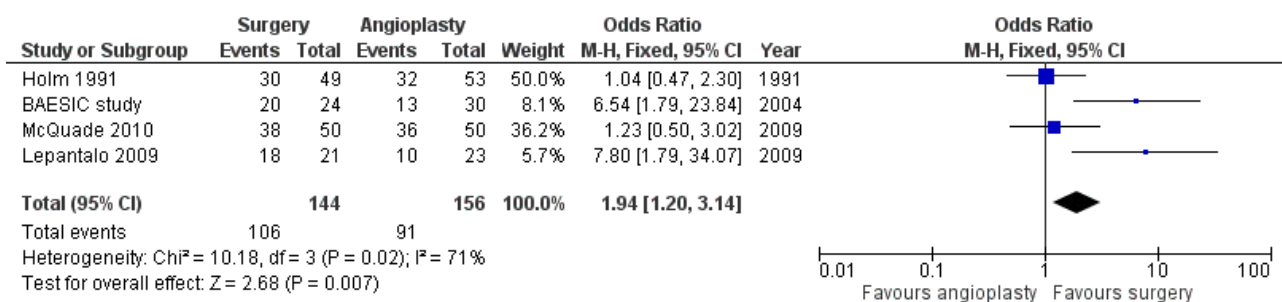 Surgery Angioplasty Odds Ratio Odds Ratio
Study or Subgroup Events Total Events Total Weight M-H, Fixed, 95% CI Year M-H, Fixed, 95% CI
Holm 1991 30 49 32 53 50.0% 1.04 [0.47, 2.30] 1991
BAESIC study 20 24 13 30 8.1% 6.54 [1.79, 23.84] 2004
McQuade 2010 38 50 36 50 36.2% 1.23 [0.50, 3.02] 2009
Lepantalo 2009 18 21 10 23 5.7% 7.80 [1.79, 34.07] 2009
Total (95% CI) 144 156 100.0% 1.94 [1.20, 3.14]
Total events 106 91
Heterogeneity: Chi² = 10.18, df = 3 (P = 0.02); I² = 71%
Test for overall effect: Z = 2.68 (P = 0.007)
0.01 0.1 1 10 100
Favours angioplasty Favours surgery